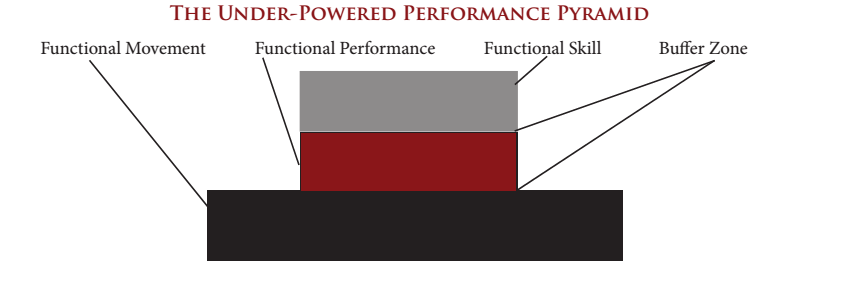 The Under-Powered Performance Pyramid
Functional Movement Functional Performance Functional Skill Buffer Zone